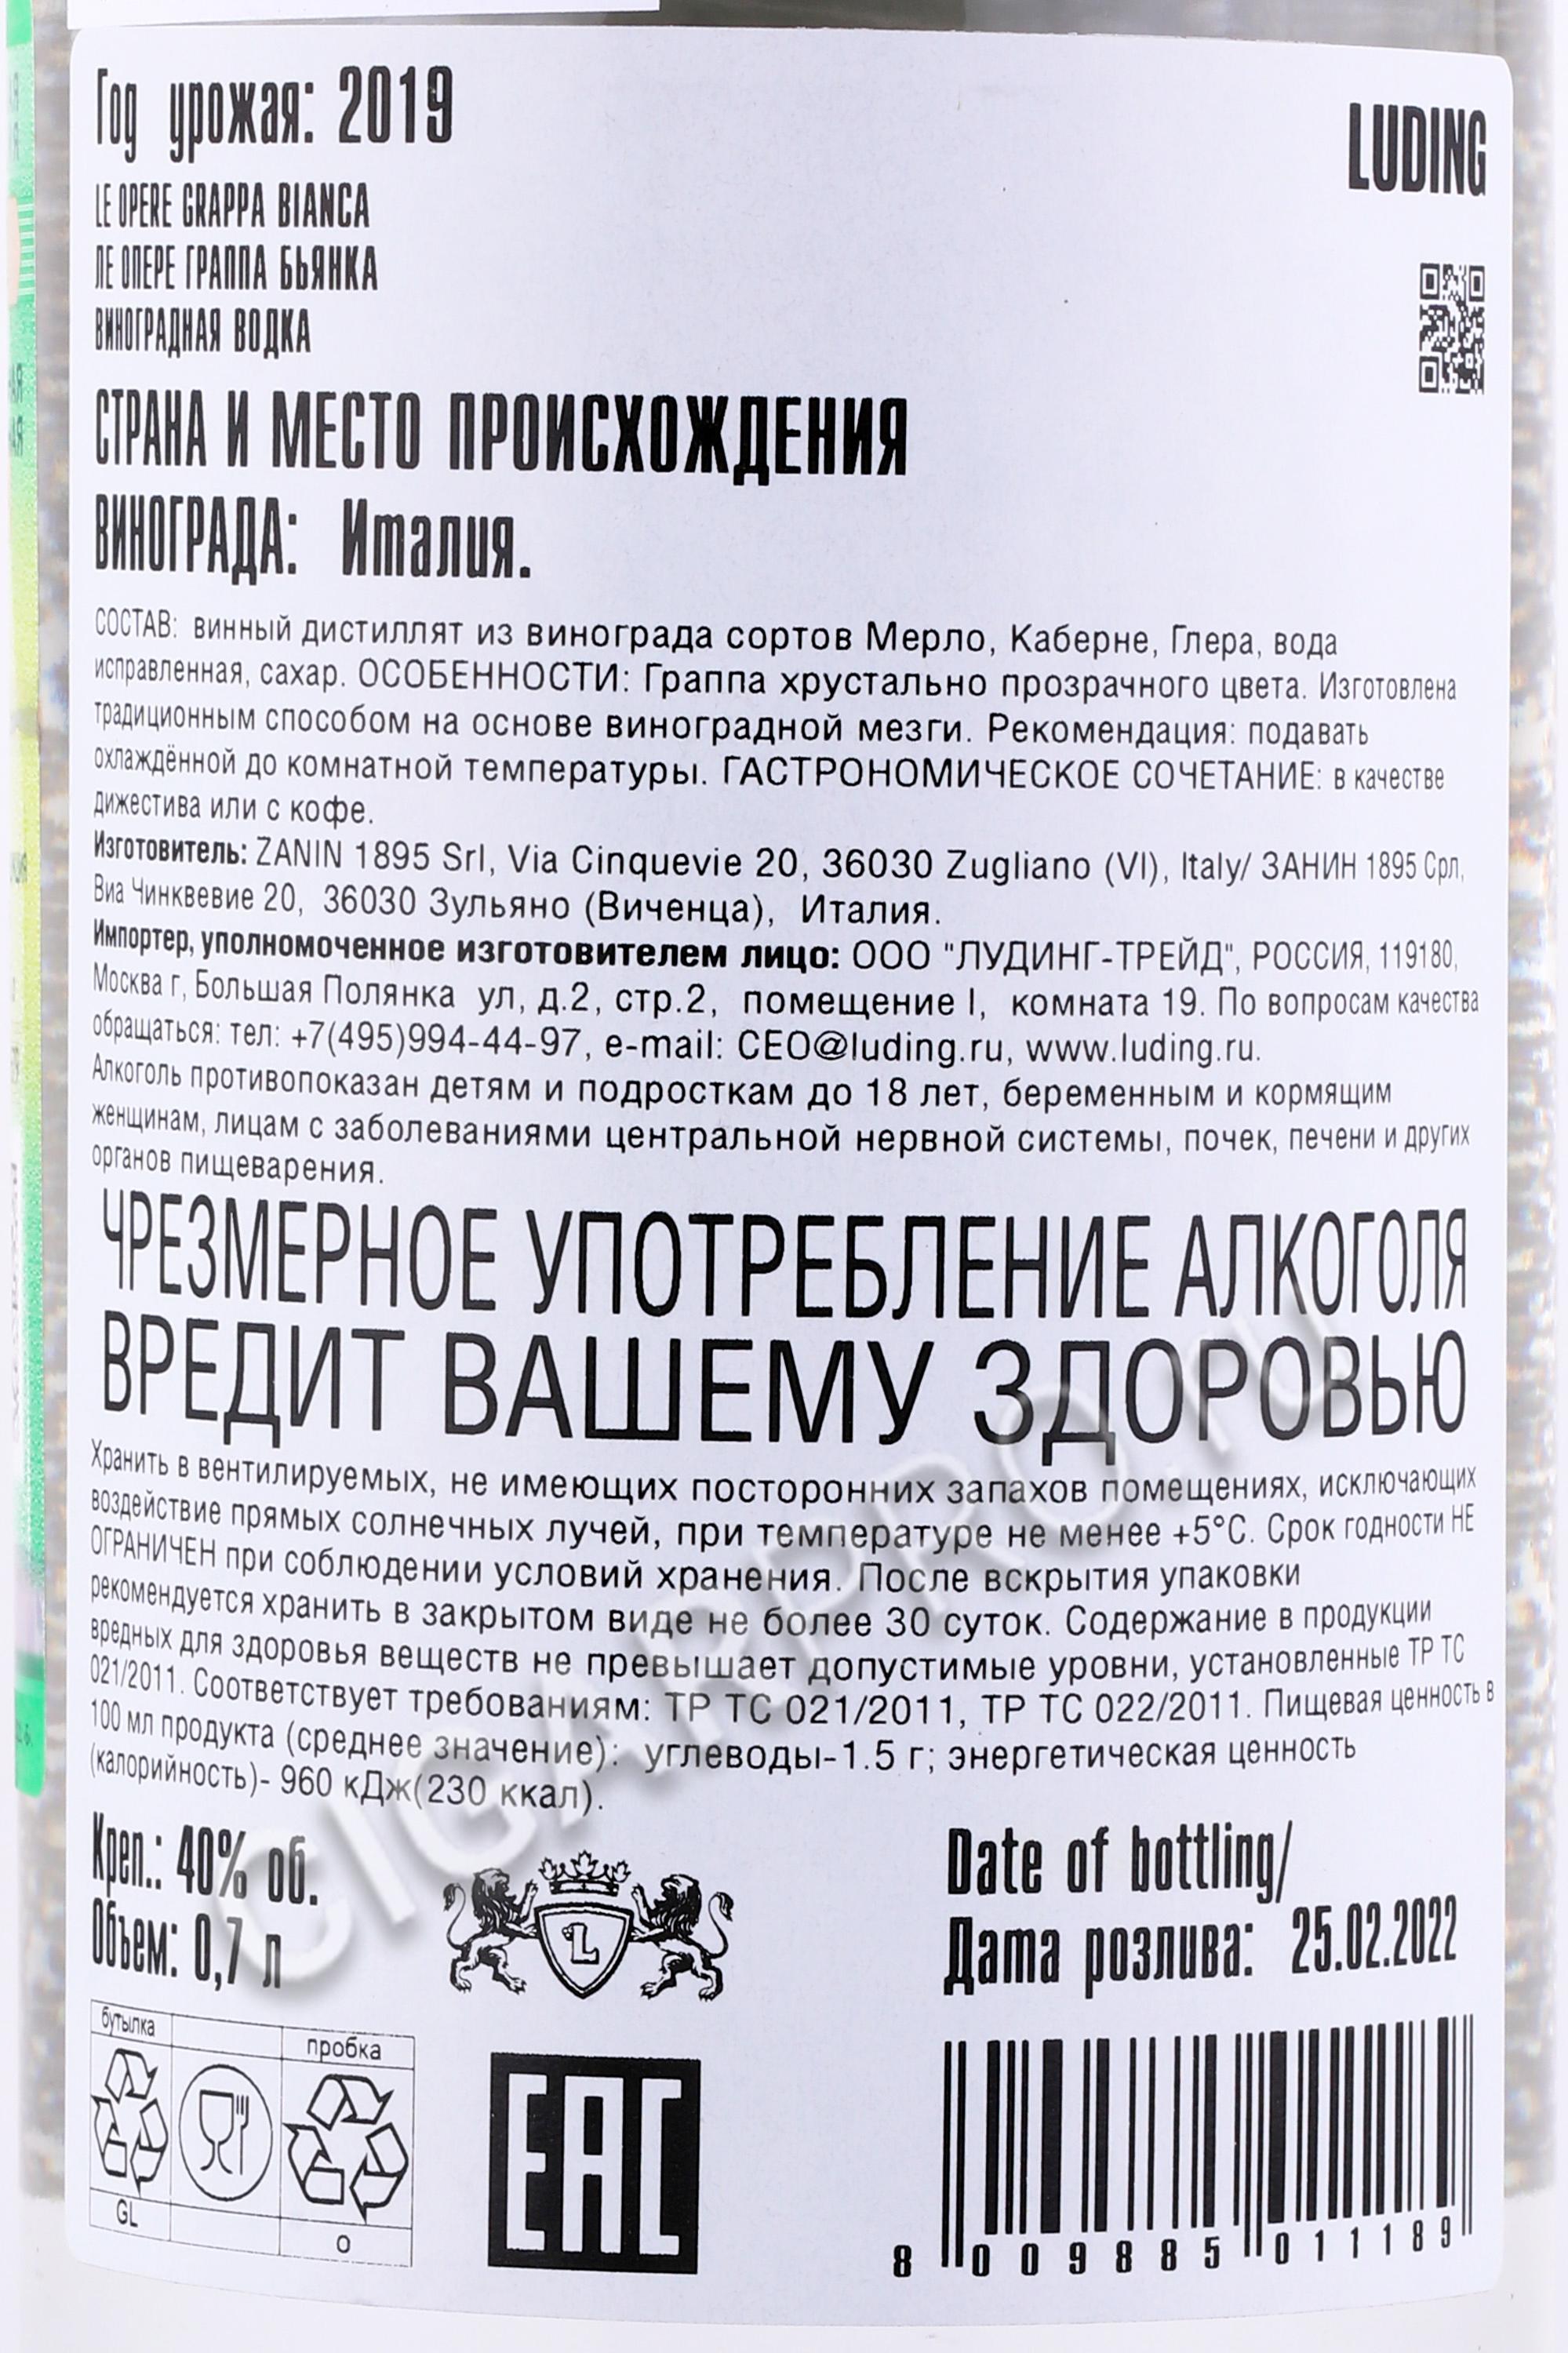 Год урожая: 2019
LUDING
LE OPERE GRAPPA BIANCA
ЛЕ ОПЕРЕ ГРАППА БЬЯНКА
ВИНОГРАДНАЯ ВОДКА
СТРАНА И МЕСТО ПРОИСХОЖДЕНИЯ
ВИНОГРАДА: Италия.
СОСТАВ: винный дистиллят из винограда сортов Мерло, Каберне, Глера, вода
исправленная, сахар. ОСОБЕННОСТИ: Граппа хрустально прозрачного цвета. Изготовлена
традиционным способом на основе виноградной мезги. Рекомендация: подавать
охлаждённой до комнатной температуры. ГАСТРОНОМИЧЕСКОЕ СОЧЕТАНИЕ: в качестве
дижестива или с кофе.
Изготовитель: ZANIN 1895 Srl, Via Cinquevie 20, 36030 Zugliano (VI), Italy/ ЗАНИН 1895 Срл,
Виа Чинквевие 20, 36030 Зульяно (Виченца), Италия.
Импортер, уполномоченное изготовителем лицо: ООО "ЛУДИНГ-ТРЕЙД", РОССИЯ, 119180,
Москва г, Большая Полянка ул, д.2, стр.2, помещение I, комната 19. По вопросам качества
обращаться: тел: +7(495)994-44-97, e-mail: CEO@luding.ru, www.luding.ru.
Алкоголь противопоказан детям и подросткам до 18 лет, беременным и кормящим
женщинам, лицам с заболеваниями центральной нервной системы, почек, печени и других
органов пищеварения.
ЧРЕЗМЕРНОЕ УПОТРЕБЛЕНИЕ АЛКОГОЛЯ
ВРЕДИТ ВАШЕМУ ЗДОРОВЬЮ
Хранить в вентилируемых, не имеющих посторонних запахов помещениях, исключающих
воздействие прямых солнечных лучей, при температуре не менее +5°С. Срок годности НЕ
ОГРАНИЧЕН при соблюдении условий хранения. После вскрытия упаковки
рекомендуется хранить в закрытом виде не более 30 суток. Содержание в продукции
вредных для здоровья веществ не превышает допустимые уровни, установленные ТР ТС
021/2011. Соответствует требованиям: ТР ТС 021/2011, ТР ТС 022/2011. Пищевая ценность в
100 мл продукта (среднее значение): углеводы-1.5 г; энергетическая ценность
(калорийность)- 960 кДж(230 ккал).
CIGARPRO.RU
Креп.: 40% об.
Объем: 0,7 л
L
Date of bottling/
Дата розлива: 25.02.2022
бутылка
пробка
GL
O
EAC
8 009885 011189